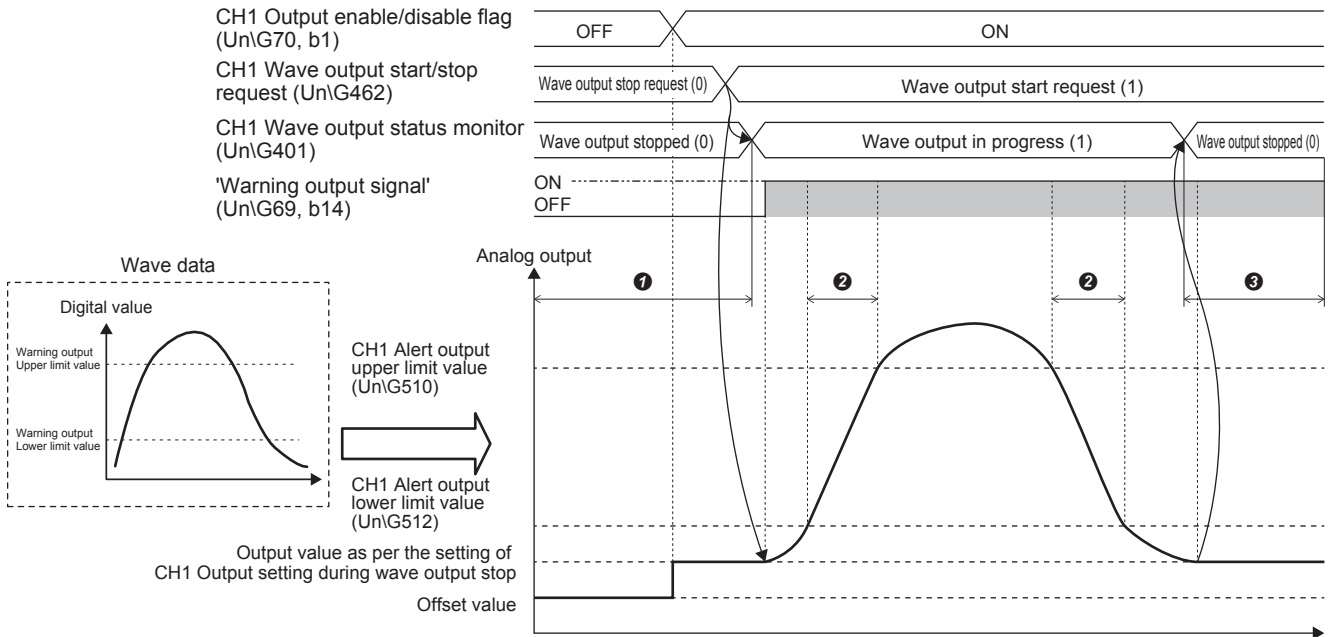 CH1 Output enable/disable flag
(Un\G70, b1)
OFF
ON
CH1 Wave output start/stop
request (Un\G462)
Wave output stop request (0)
Wave output start request (1)
CH1 Wave output status monitor
(Un\G401)
Wave output stopped (0)
Wave output in progress (1)
Wave output stopped (0)
'Warning output signal'
(Un\G69, b14)
ON
OFF
Analog output
❶
❷
❷
❸
Wave data
Digital value
Warning output
Upper limit value
Warning output
Lower limit value
CH1 Alert output
upper limit value
(Un\G510)
CH1 Alert output
lower limit value
(Un\G512)
Output value as per the setting of
CH1 Output setting during wave output stop
Offset value